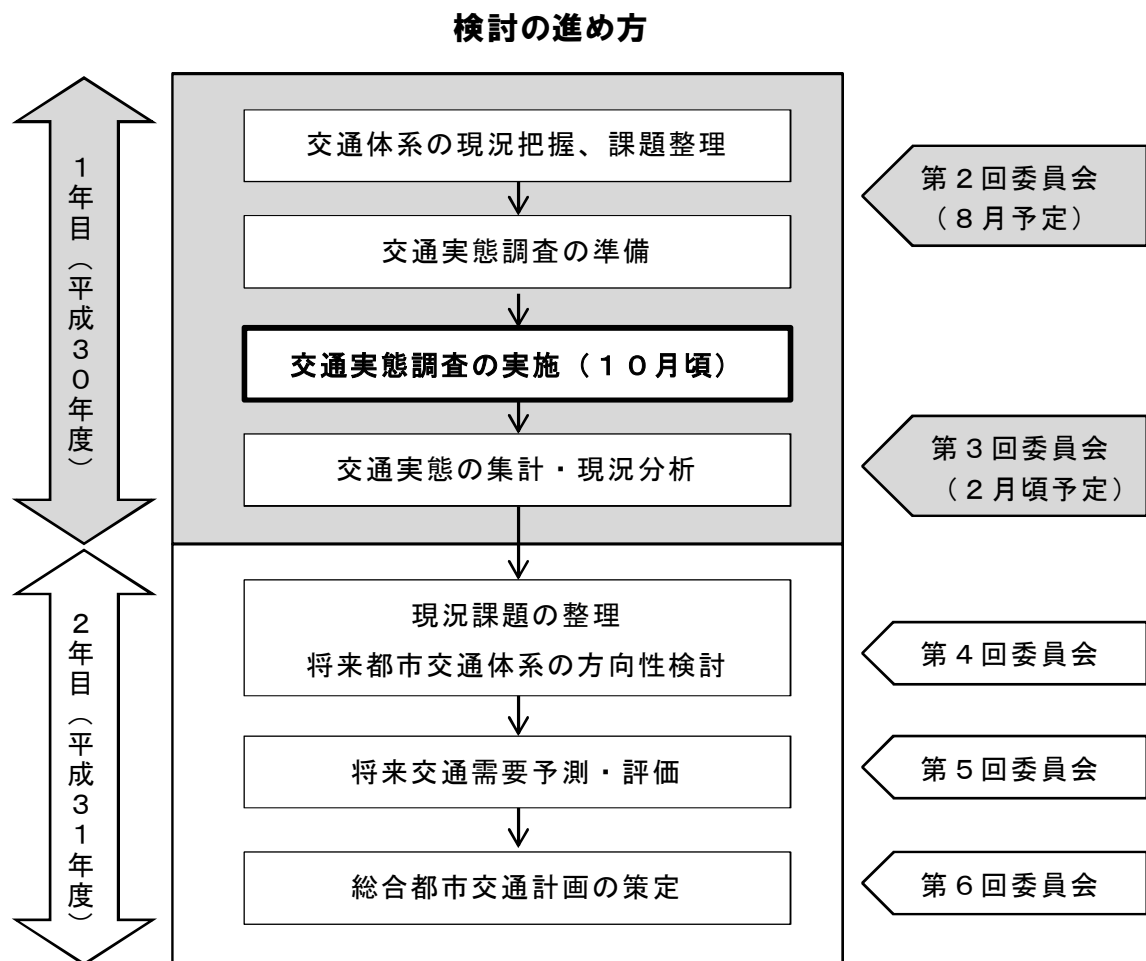 検討の進め方
1年目（平成30年度）
交通体系の現況把握、課題整理
第２回委員会
（８月予定）
交通実態調査の準備
交通実態調査の実施（１０月頃）
交通実態の集計・現況分析
第３回委員会
（２月頃予定）
2年目（平成31年度）
現況課題の整理
将来都市交通体系の方向性検討
第４回委員会
将来交通需要予測・評価
第５回委員会
総合都市交通計画の策定
第６回委員会